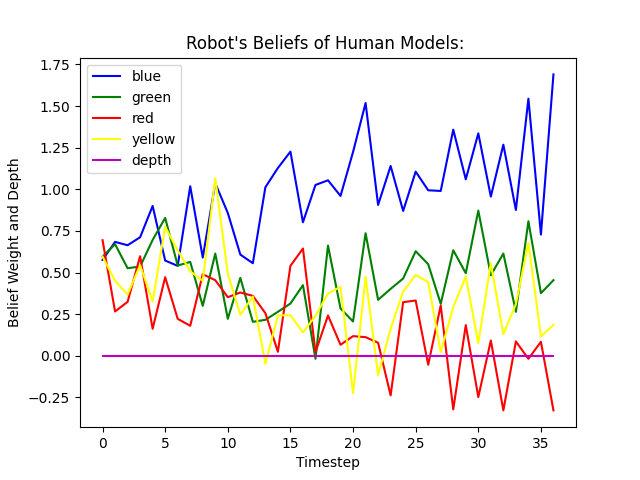 Robot's Beliefs of Human Models:
blue
green
red
yellow
depth
1.75
1.50
1.25
1.00
0.75
0.50
0.25
0.00
−0.25
Belief Weight and Depth
0 5 10 15 20 25 30 35
Timestep